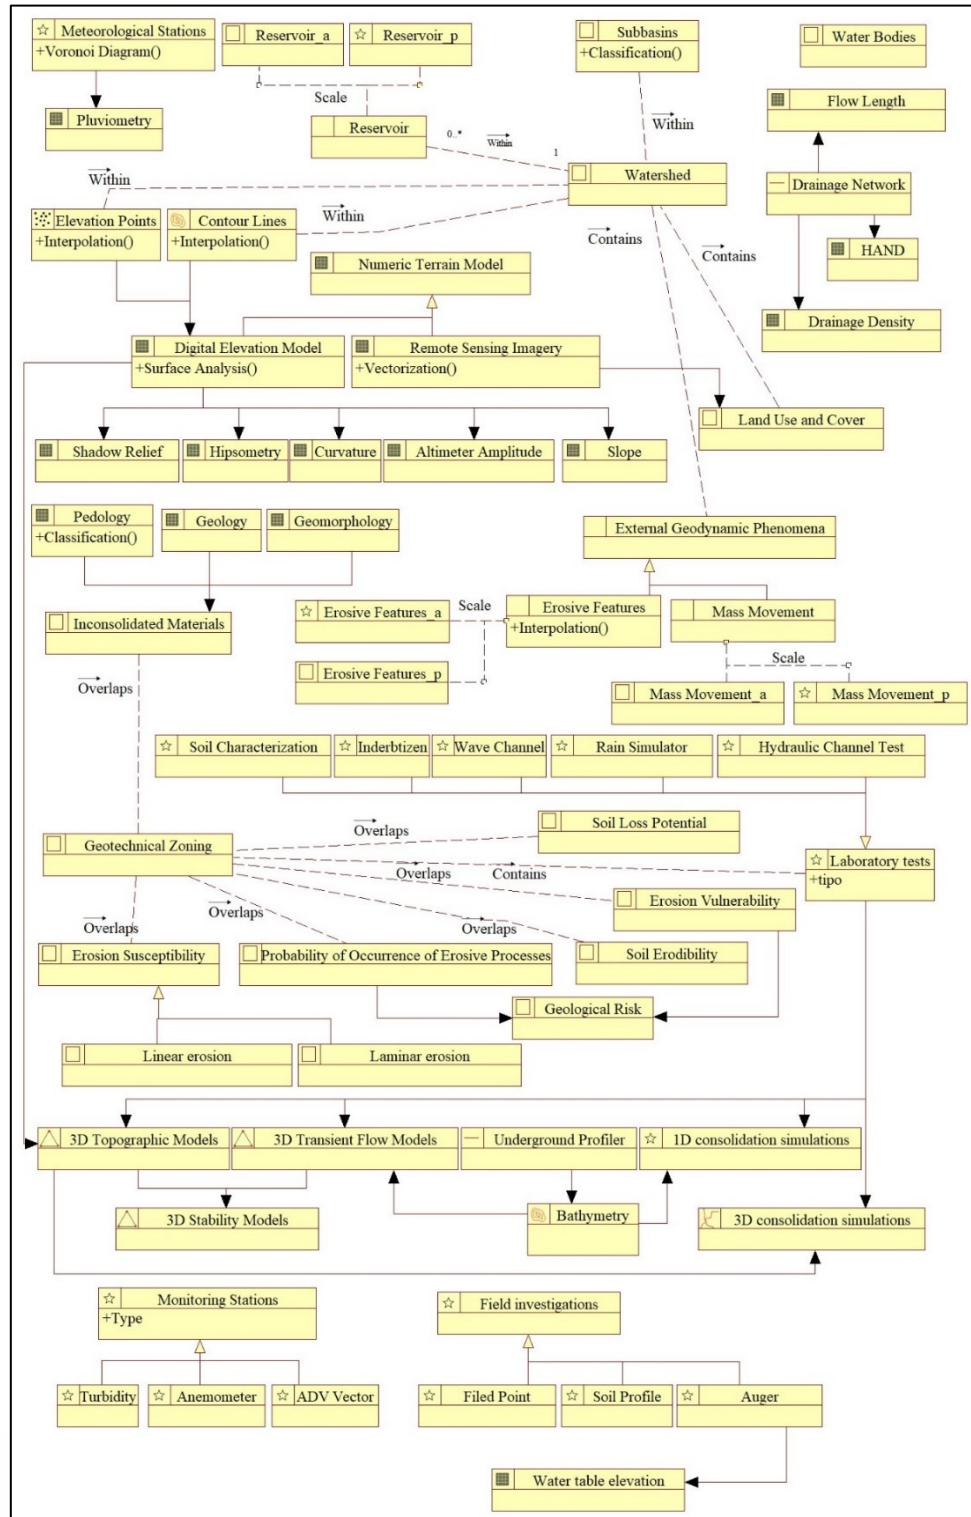 Meteorological Stations
+Voronoi Diagram()
Reservoir_a
Reservoir_p
Subbasins
+Classification()
Water Bodies
Scale
Pluviometry
Flow Length
Reservoir
0..*
Within
1
Within
Watershed
Drainage Network
Within
Elevation Points
+Interpolation()
Contour Lines
+Interpolation()
Within
Contains
Contains
HAND
Numeric Terrain Model
Drainage Density
Digital Elevation Model
+Surface Analysis()
Remote Sensing Imagery
+Vectorization()
Land Use and Cover
Shadow Relief
Hipsometry
Curvature
Altimeter Amplitude
Slope
Pedology
+Classification()
Geology
Geomorphology
External Geodynamic Phenomena
Erosive Features_a
Scale
Erosive Features
+Interpolation()
Mass Movement
Inconsolidated Materials
Erosive Features_p
Scale
Overlaps
Mass Movement_a
Mass Movement_p
Soil Characterization
Inderbtizen
Wave Channel
Rain Simulator
Hydraulic Channel Test
Soil Loss Potential
Overlaps
Geotechnical Zoning
Overlaps
Contains
Laboratory tests
+tipo
Overlaps
Overlaps
Overlaps
Erosion Vulnerability
Erosion Susceptibility
Probability of Occurrence of Erosive Processes
Soil Erodibility
Geological Risk
Linear erosion
Laminar erosion
3D Topographic Models
3D Transient Flow Models
Underground Profiler
1D consolidation simulations
3D Stability Models
Bathymetry
3D consolidation simulations
Monitoring Stations
+Type
Field investigations
Turbidity
Anemometer
ADV Vector
Filed Point
Soil Profile
Auger
Water table elevation